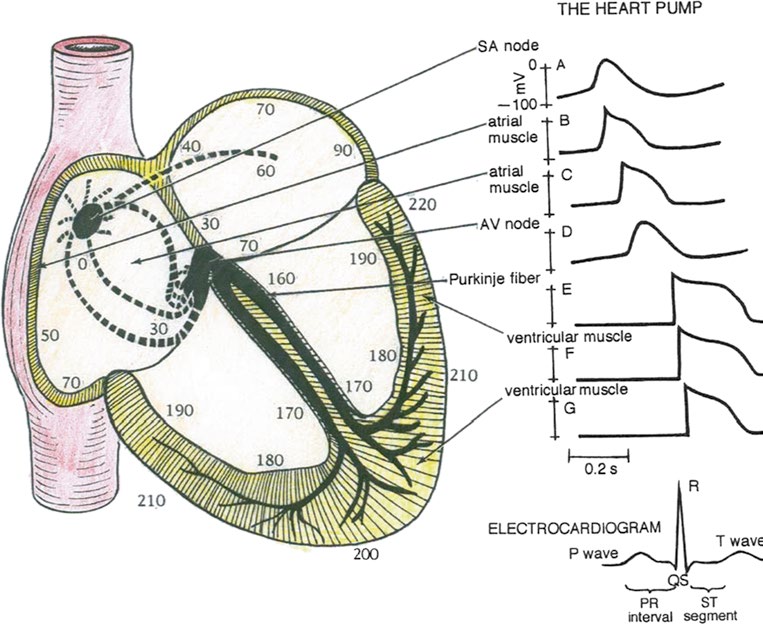 THE HEART PUMP
SA node
0
A
mV
−100
atrial
muscle
B
atrial
muscle
C
AV node
D
Purkinje fiber
E
ventricular muscle
F
ventricular muscle
G
0.2 s
70
40
90
60
220
30
70
0
160
190
30
50
180
210
70
170
190
170
180
210
200
ELECTROCARDIOGRAM
R
P wave
T wave
QS
PR
interval
ST
segment